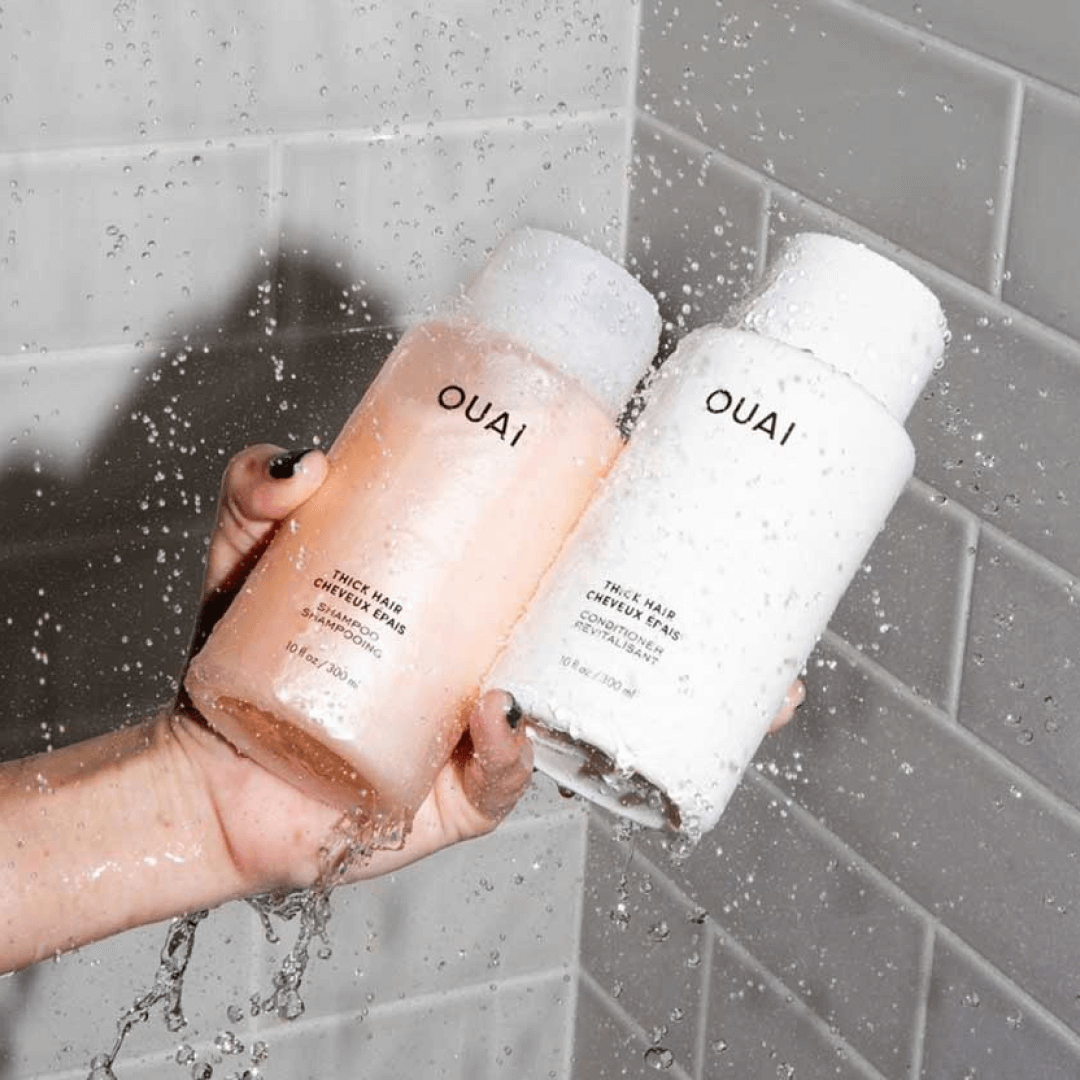 OUAi
THICK HAIR
CHEVEUX ÉPAIS
SHAMPOO
SHAMPOOING
10 fl oz / 300 ml
OUAI
THICK HAIR
CHEVEUX ÉPAIS
CONDITIONER
REVITALISANT
10 fl oz / 300 ml